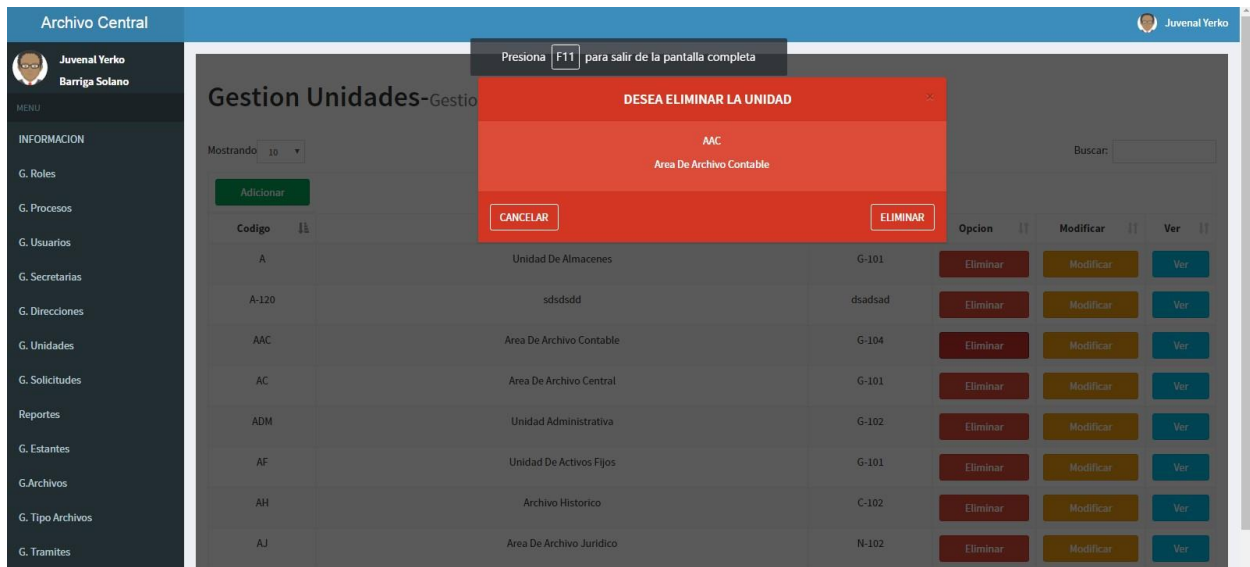 Archivo Central
Juvenal Yerko
Juvenal Yerko
Barriga Solano
MENU
INFORMACION
G. Roles
G. Procesos
G. Usuarios
G. Secretarias
G. Direcciones
G. Unidades
G. Solicitudes
Reportes
G. Estantes
G.Archivos
G. Tipo Archivos
G. Tramites
Presiona F11 para salir de la pantalla completa
Gestion Unidades-Gestio
DESEA ELIMINAR LA UNIDAD ×
AAC
Area De Archivo Contable
CANCELAR ELIMINAR
Mostrando 10 Buscar:
Adicionar
Codigo Opcion Modificar Ver
A Unidad De Almacenes G-101 Eliminar Modificar Ver
A-120 sdsdsdd dsadsad Eliminar Modificar Ver
AAC Area De Archivo Contable G-104 Eliminar Modificar Ver
AC Area De Archivo Central G-101 Eliminar Modificar Ver
ADM Unidad Administrativa G-102 Eliminar Modificar Ver
AF Unidad De Activos Fijos G-101 Eliminar Modificar Ver
AH Archivo Historico C-102 Eliminar Modificar Ver
AJ Area De Archivo Juridico N-102 Eliminar Modificar Ver